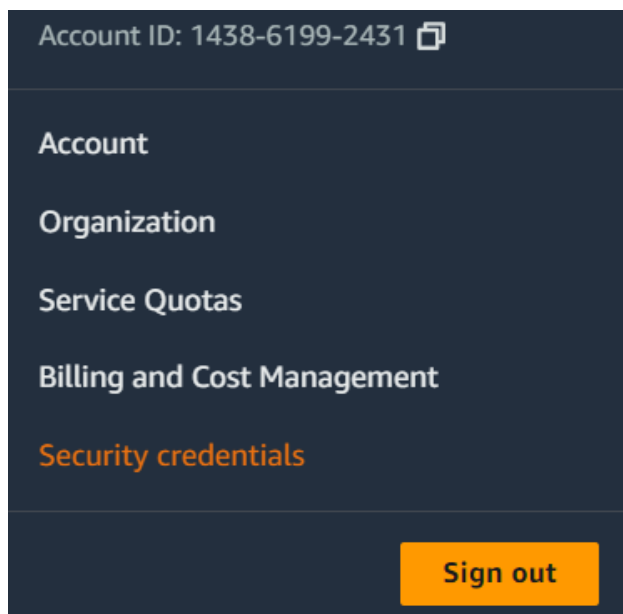 Account ID: 1438-6199-2431
Account
Organization
Service Quotas
Billing and Cost Management
Security credentials
Sign out